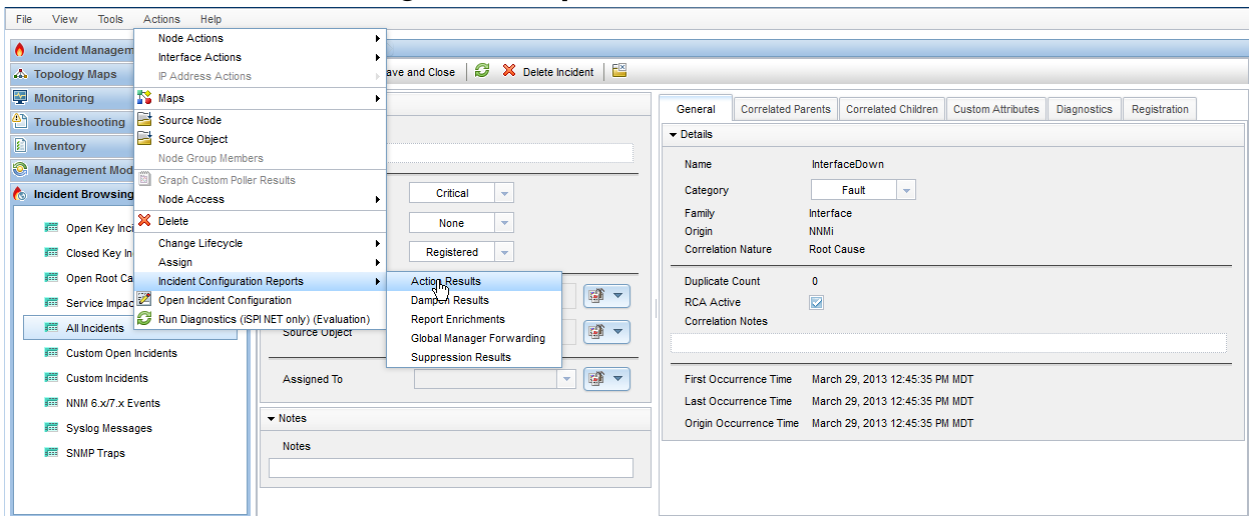 File View Tools Actions Help
Incident Managem
Topology Maps
Monitoring
Troubleshooting
Inventory
Management Mod
Incident Browsing
Open Key Inci
Closed Key In
Open Root Ca
Service Impac
All Incidents
Custom Open Incidents
Custom Incidents
NNM 6.x/7.x Events
Syslog Messages
SNMP Traps
Node Actions
Interface Actions
IP Address Actions
Maps
Source Node
Source Object
Node Group Members
Graph Custom Poller Results
Node Access
Delete
Change Lifecycle
Assign
Incident Configuration Reports
Open Incident Configuration
Run Diagnostics (iSPI NET only) (Evaluation)
Action Results
Dampen Results
Report Enrichments
Global Manager Forwarding
Suppression Results
ave and Close Delete Incident
Critical
None
Registered
Source Object
Assigned To
Notes
Notes
General Correlated Parents Correlated Children Custom Attributes Diagnostics Registration
Details
Name InterfaceDown
Category Fault
Family Interface
Origin NNMi
Correlation Nature Root Cause
Duplicate Count 0
RCA Active
Correlation Notes
First Occurrence Time March 29, 2013 12:45:35 PM MDT
Last Occurrence Time March 29, 2013 12:45:35 PM MDT
Origin Occurrence Time March 29, 2013 12:45:35 PM MDT